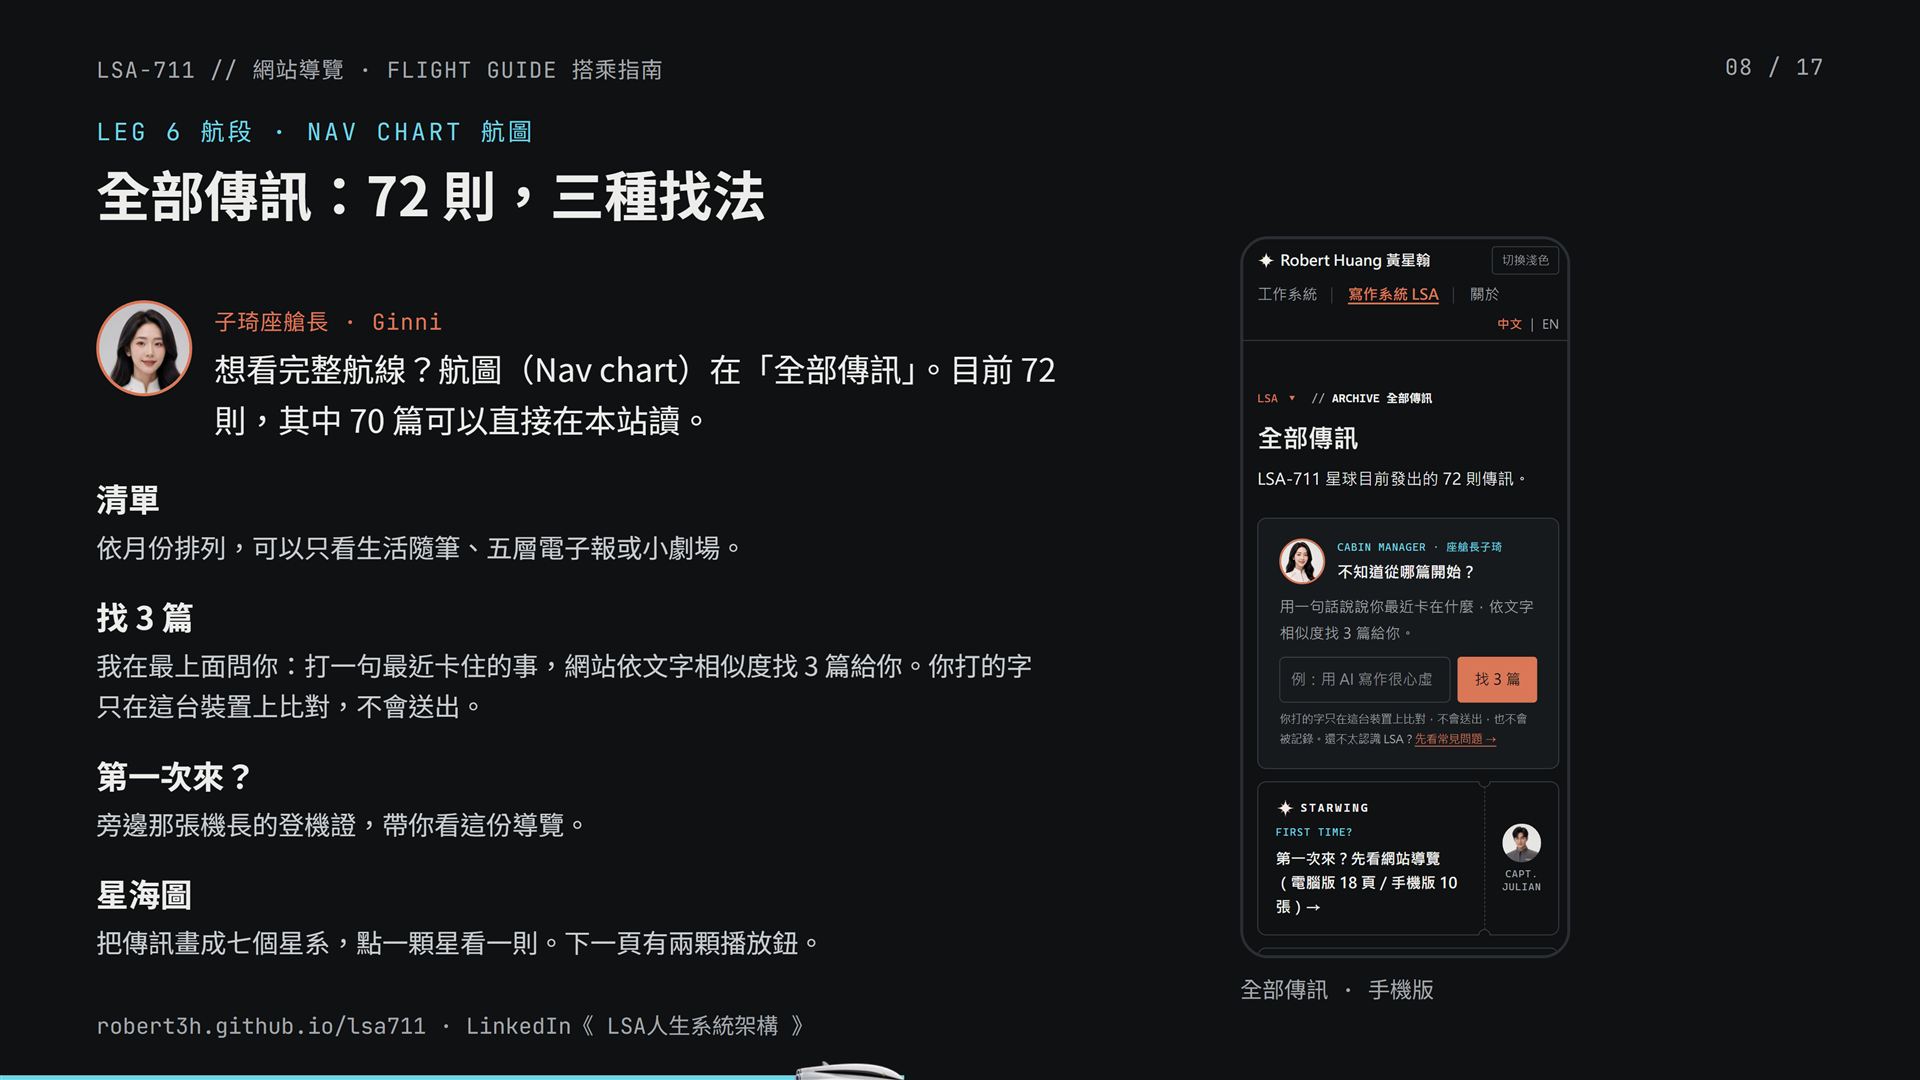 LSA-711 // 網站導覽 · FLIGHT GUIDE 搭乘指南
08 / 17
LEG 6 航段 · NAV CHART 航圖
全部傳訊：72 則，三種找法
子琦座艙長 · Ginni
想看完整航線？航圖（Nav chart）在「全部傳訊」。目前 72
則，其中 70 篇可以直接在本站讀。
清單
依月份排列，可以只看生活隨筆、五層電子報或小劇場。
找 3 篇
我在最上面問你：打一句最近卡住的事，網站依文字相似度找 3 篇給你。你打的字
只在這台裝置上比對，不會送出。
第一次來？
旁邊那張機長的登機證，帶你看這份導覽。
星海圖
把傳訊畫成七個星系，點一顆星看一則。下一頁有兩顆播放鈕。
robert3h.github.io/lsa711 · LinkedIn《 LSA人生系統架構 》
Robert Huang 黃星翰
切換淺色
工作系統 | 寫作系統 LSA | 關於
中文 | EN
LSA ▾ // ARCHIVE 全部傳訊
全部傳訊
LSA-711 星球目前發出的 72 則傳訊。
CABIN MANAGER · 座艙長子琦
不知道從哪篇開始？
用一句話說說你最近卡在什麼，依文字
相似度找 3 篇給你。
例：用 AI 寫作很心虛
找 3 篇
你打的字只在這台裝置上比對，不會送出，也不會
被記錄。還不太認識 LSA？先看常見問題 →
STARWING
FIRST TIME?
第一次來？先看網站導覽
（電腦版 18 頁 / 手機版 10
張）→
CAPT.
JULIAN
全部傳訊 · 手機版